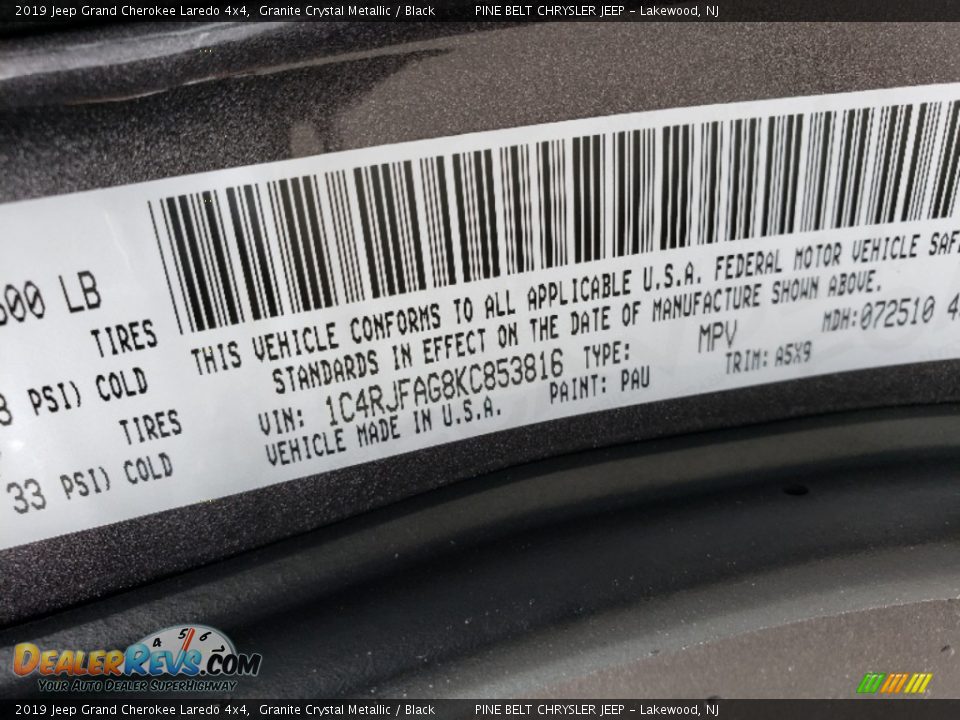 2019 Jeep Grand Cherokee Laredo 4x4, Granite Crystal Metallic / Black PINE BELT CHRYSLER JEEP - Lakewood, NJ
LB
TIRES
PSI) COLD
TIRES
33 PSI) COLD
THIS VEHICLE CONFORMS TO ALL APPLICABLE U.S.A. FEDERAL MOTOR VEHICLE
STANDARDS IN EFFECT ON THE DATE OF MANUFACTURE SHOWN ABOVE.
VIN: 1C4RJFAG8KC853816 TYPE: MPV MDH:072510
VEHICLE MADE IN U.S.A. PAINT: PAU TRIM: A5X9
4 5 6
DEALERREVS.COM
YOUR AUTO DEALER SUPERHIGHWAY
2019 Jeep Grand Cherokee Laredo 4x4, Granite Crystal Metallic / Black PINE BELT CHRYSLER JEEP - Lakewood, NJ